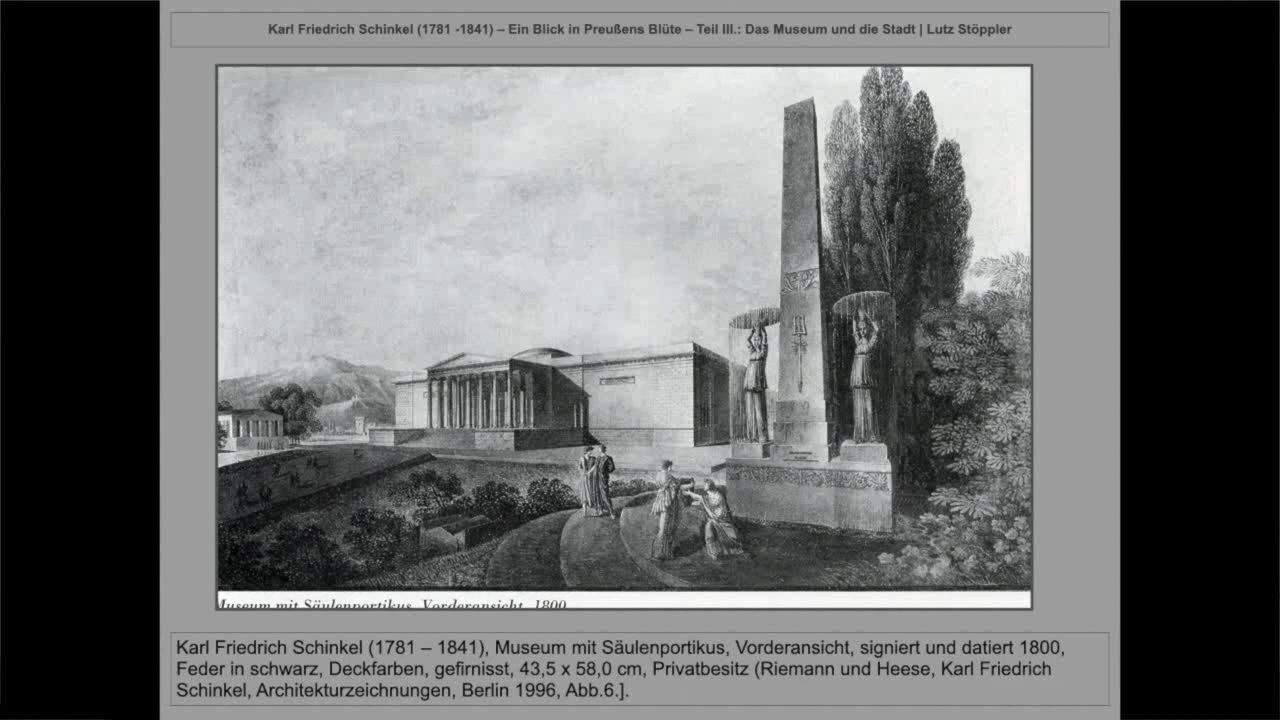 Karl Friedrich Schinkel (1781 -1841) – Ein Blick in Preußens Blüte – Teil III.: Das Museum und die Stadt | Lutz Stöppler
Museum mit Säulenportikus, Vorderansicht, 1800
Karl Friedrich Schinkel (1781 – 1841), Museum mit Säulenportikus, Vorderansicht, signiert und datiert 1800,
Feder in schwarz, Deckfarben, gefirnisst, 43,5 x 58,0 cm, Privatbesitz (Riemann und Heese, Karl Friedrich
Schinkel, Architekturzeichnungen, Berlin 1996, Abb.6.].